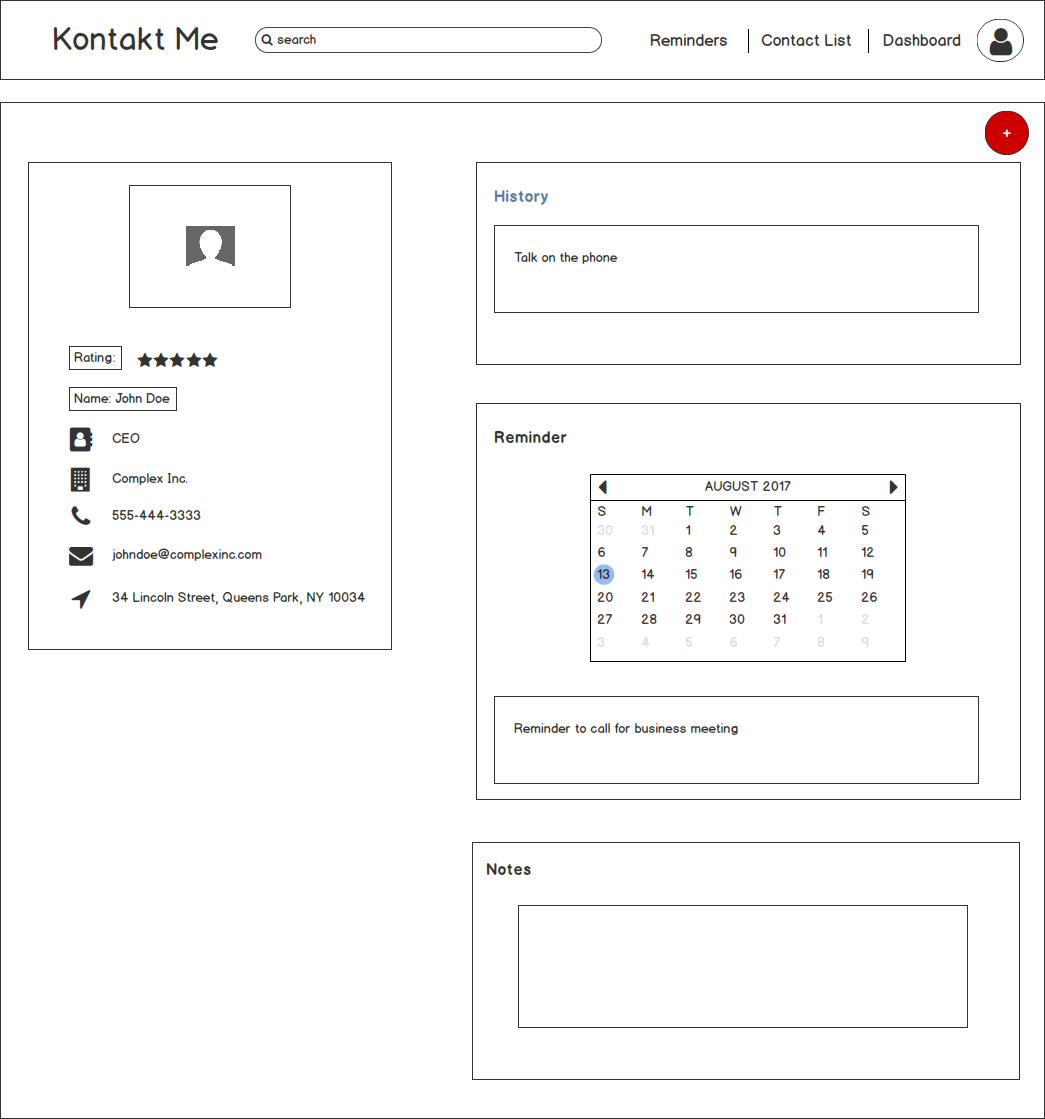 Kontakt Me
search
Reminders
Contact List
Dashboard
+
Rating:
Name: John Doe
CEO
Complex Inc.
555-444-3333
johndoe@complexinc.com
34 Lincoln Street, Queens Park, NY 10034
History
Talk on the phone
Reminder
AUGUST 2017
S M T W T F S
30 31 1 2 3 4 5
6 7 8 9 10 11 12
13 14 15 16 17 18 19
20 21 22 23 24 25 26
27 28 29 30 31 1 2
3 4 5 6 7 8 9
Reminder to call for business meeting
Notes